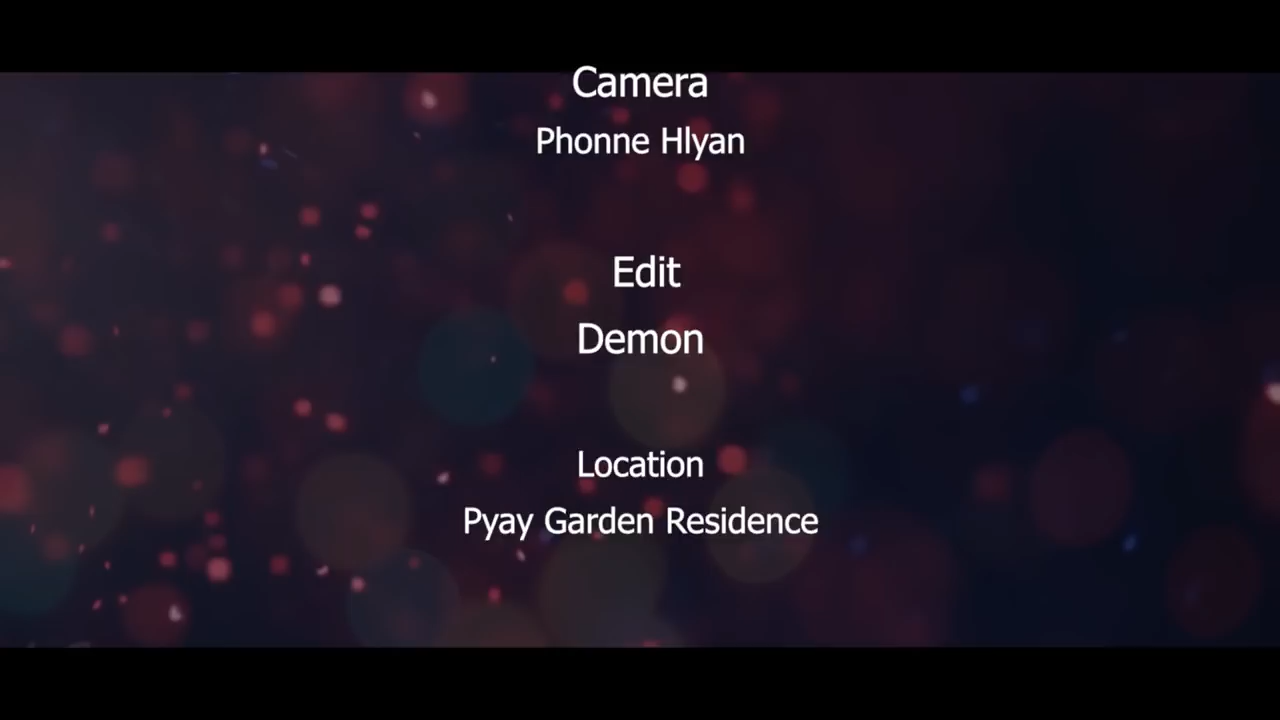 Camera
Phonne Hlyan
Edit
Demon
Location
Pyay Garden Residence